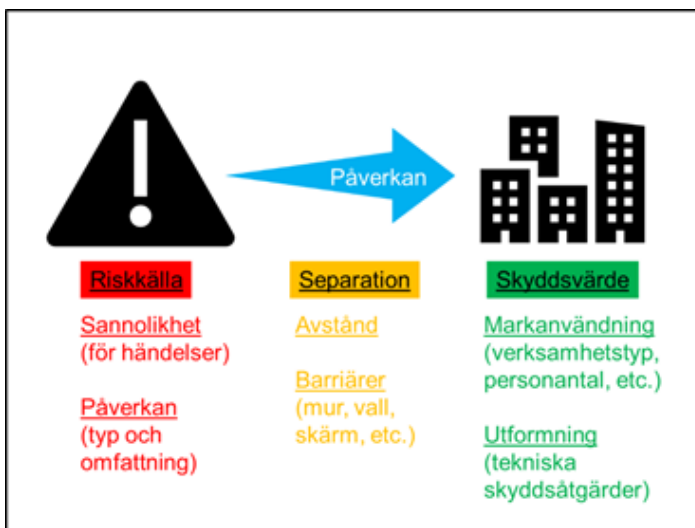 Påverkan
Riskkälla
Sannolikhet
(för händelser)
Påverkan
(typ och
omfattning)
Separation
Avstånd
Barriärer
(mur, vall,
skärm, etc.)
Skyddsvärde
Markanvändning
(verksamhetstyp,
personantal, etc.)
Utformning
(tekniska
skyddsåtgärder)